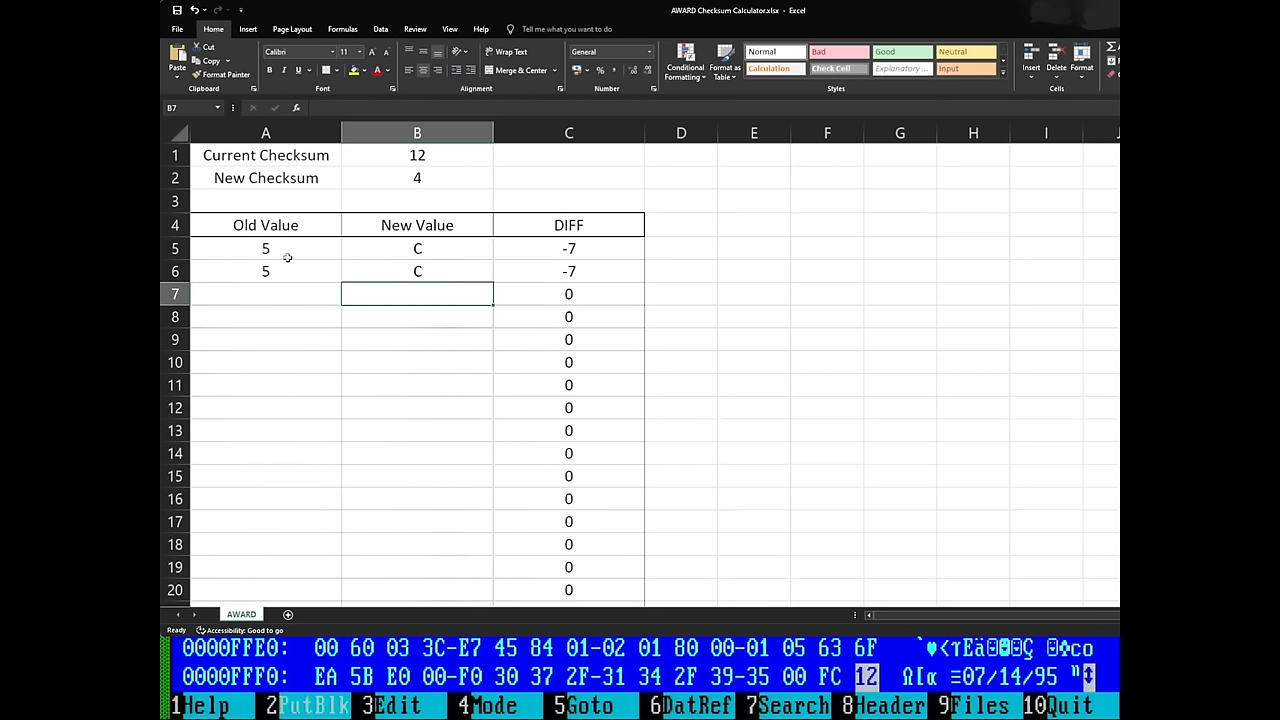 AWARD Checksum Calculator.xlsx - Excel
File Home Insert Page Layout Formulas Data Review View Help Tell me what you want to do
Paste Cut Copy Format Painter
Calibri 11 Wrap Text Merge & Center General
B I U A % Conditional Formatting Format as Table
Normal Bad Good Neutral
Calculation Check Cell Explanatory ... Input
Insert Delete Format
Clipboard Font Alignment Number Styles Cells
B7 fx
A B C D E F G H I J
1 Current Checksum 12
2 New Checksum 4
3
4 Old Value New Value DIFF
5 5 C -7
6 5 C -7
7 0
8 0
9 0
10 0
11 0
12 0
13 0
14 0
15 0
16 0
17 0
18 0
19 0
20 0
AWARD
Ready Accessibility: Good to go
0000FFE0: 00 60 03 3C-E7 45 84 01-02 01 80 00-01 05 63 6F
0000FFF0: EA 5B E0 00-F0 30 37 2F-31 34 2F 39-35 00 FC 12 Ω[α ≡07/14/95 ⁿ↕
1Help 2PutBlk 3Edit 4Mode 5Goto 6DatRef 7Search 8Header 9Files 10Quit